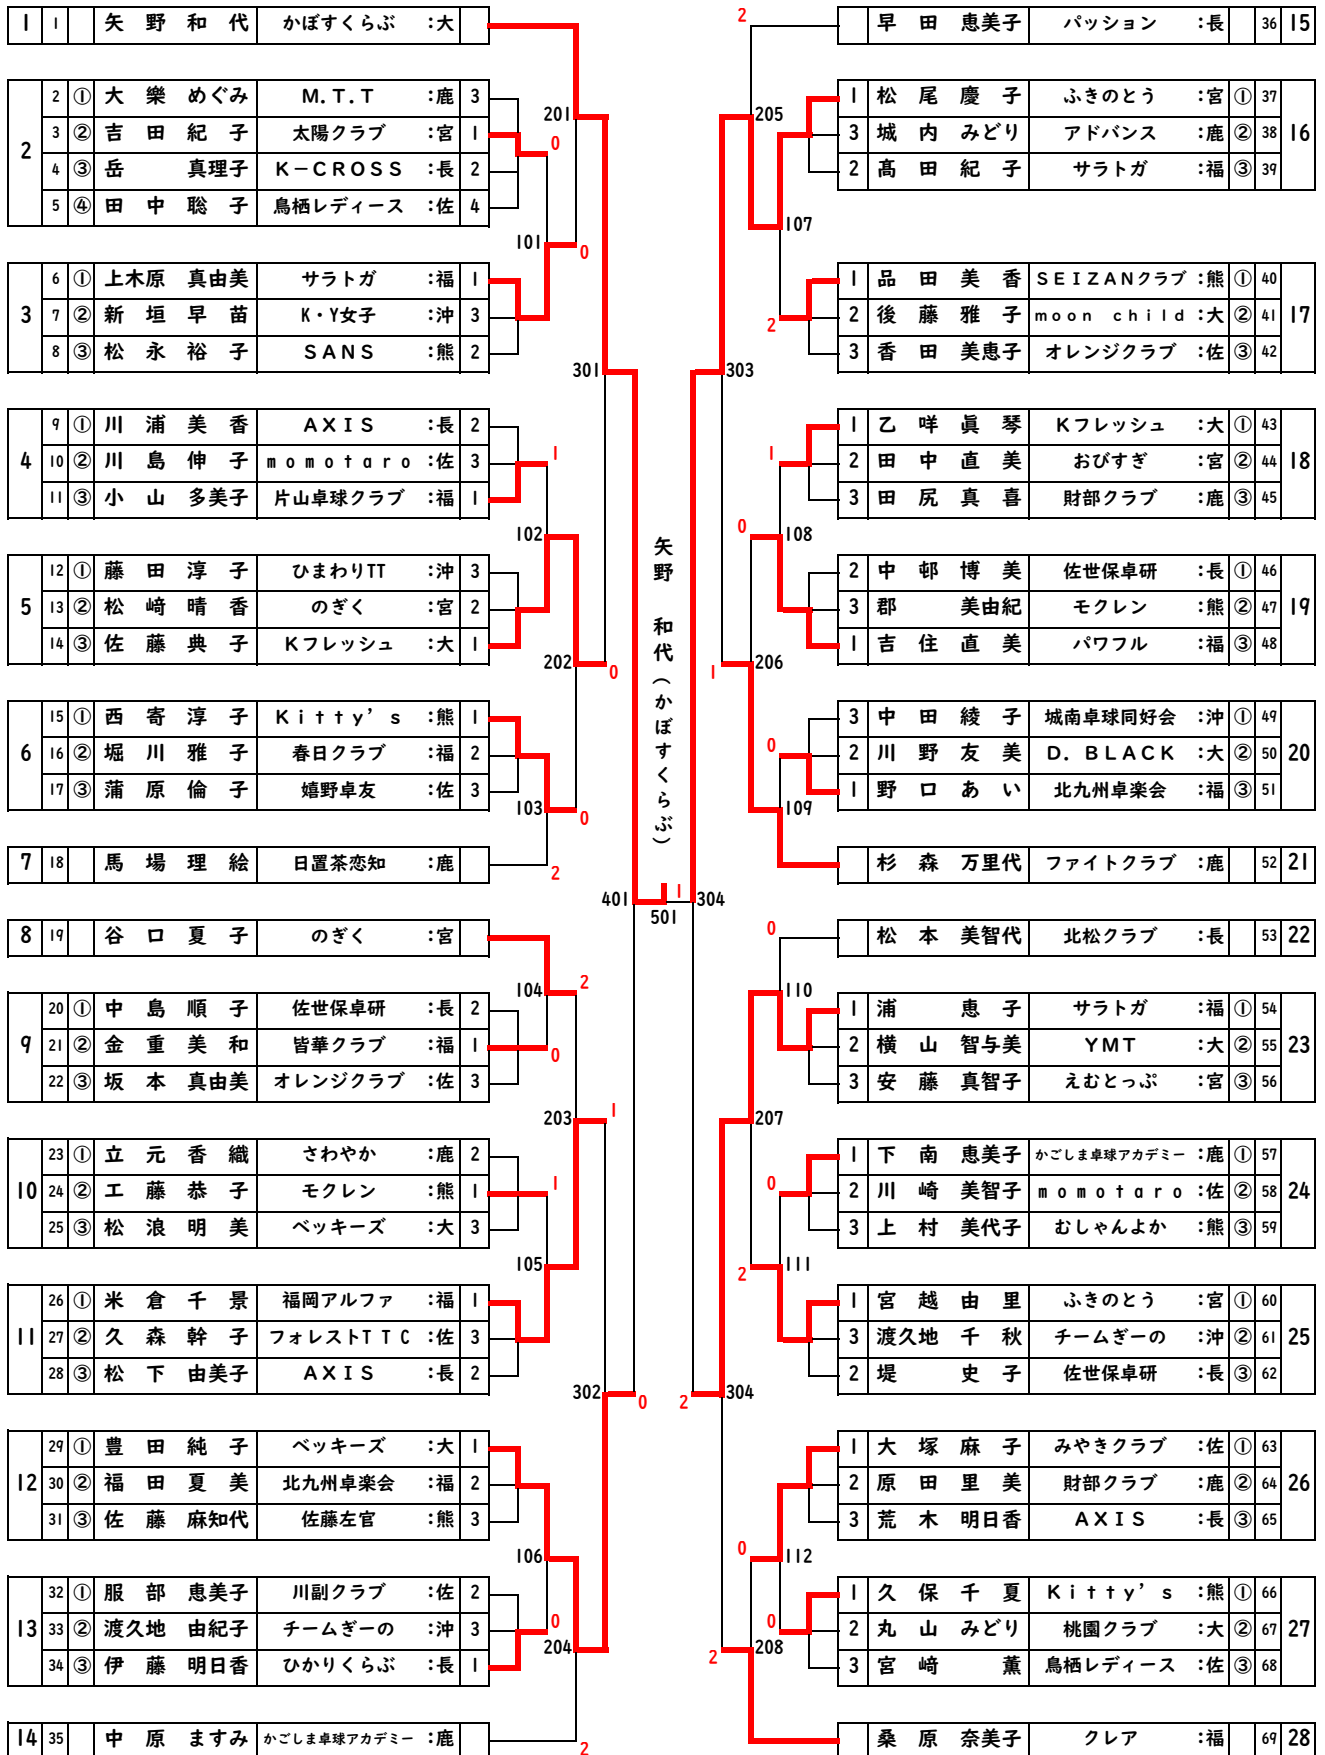 1 1 矢野和代 かぼすくらぶ :大
2
2 ① 大樂めぐみ M.T.T :鹿 3
3 ② 吉田紀子 太陽クラブ :宮 1
4 ③ 岳真理子 K-CROSS :長 2
5 ④ 田中聡子 鳥栖レディース :佐 4
3
6 ① 上木原真由美 サラトガ :福 1
7 ② 新垣早苗 K・Y女子 :沖 3
8 ③ 松永裕子 SANS :熊 2
4
9 ① 川浦美香 AXIS :長 2
10 ② 川島伸子 momotaro :佐 3
11 ③ 小山多美子 片山卓球クラブ :福 1
5
12 ① 藤田淳子 ひまわりTT :沖 3
13 ② 松﨑晴香 のぎく :宮 2
14 ③ 佐藤典子 Kフレッシュ :大 1
6
15 ① 西寄淳子 Kitty’s :熊 1
16 ② 堀川雅子 春日クラブ :福 2
17 ③ 蒲原倫子 嬉野卓友 :佐 3
7 18 馬場理絵 日置茶恋知 :鹿
8 19 谷口夏子 のぎく :宮
9
20 ① 中島順子 佐世保卓研 :長 2
21 ② 金重美和 皆華クラブ :福 1
22 ③ 坂本真由美 オレンジクラブ :佐 3
10
23 ① 立元香織 さわやか :鹿 2
24 ② 工藤恭子 モクレン :熊 1
25 ③ 松浪明美 ベッキーズ :大 3
11
26 ① 米倉千景 福岡アルファ :福 1
27 ② 久森幹子 フォレストTTC :佐 3
28 ③ 松下由美子 AXIS :長 2
12
29 ① 豊田純子 ベッキーズ :大 1
30 ② 福田夏美 北九州卓楽会 :福 2
31 ③ 佐藤麻知代 佐藤左官 :熊 3
13
32 ① 服部恵美子 川副クラブ :佐 2
33 ② 渡久地由紀子 チームぎーの :沖 3
34 ③ 伊藤明日香 ひかりくらぶ :長 1
14 35 中原ますみ かごしま卓球アカデミー :鹿
201
0
101
0
301
1
102
202
0
103
0
2
401
104
2
0
203
1
1
105
302
0
106
0
204
2
矢野 和代(かぼすくらぶ)
1
501
304
2
205
107
2
303
1
0
108
1
206
0
109
0
110
207
0
2
111
2
304
0
112
0
2
208
早田恵美子 パッション :長 36 15
1 松尾慶子 ふきのとう :宮 ① 37
3 城内みどり アドバンス :鹿 ② 38
2 髙田紀子 サラトガ :福 ③ 39
16
1 品田美香 SEIZANクラブ :熊 ① 40
2 後藤雅子 moon child :大 ② 41
3 香田美恵子 オレンジクラブ :佐 ③ 42
17
1 乙咩眞琴 Kフレッシュ :大 ① 43
2 田中直美 おびすぎ :宮 ② 44
3 田尻真喜 財部クラブ :鹿 ③ 45
18
2 中邨博美 佐世保卓研 :長 ① 46
3 郡美由紀 モクレン :熊 ② 47
1 吉住直美 パワフル :福 ③ 48
19
3 中田綾子 城南卓球同好会 :沖 ① 49
2 川野友美 D.BLACK :大 ② 50
1 野口あい 北九州卓楽会 :福 ③ 51
20
杉森万里代 ファイトクラブ :鹿 52 21
松本美智代 北松クラブ :長 53 22
1 浦恵子 サラトガ :福 ① 54
2 横山智与美 YMT :大 ② 55
3 安藤真智子 えむとっぷ :宮 ③ 56
23
1 下南恵美子 かごしま卓球アカデミー :鹿 ① 57
2 川崎美智子 momotaro :佐 ② 58
3 上村美代子 むしゃんよか :熊 ③ 59
24
1 宮越由里 ふきのとう :宮 ① 60
3 渡久地千秋 チームぎーの :沖 ② 61
2 堤史子 佐世保卓研 :長 ③ 62
25
1 大塚麻子 みやきクラブ :佐 ① 63
2 原田里美 財部クラブ :鹿 ② 64
3 荒木明日香 AXIS :長 ③ 65
26
1 久保千夏 Kitty’s :熊 ① 66
2 丸山みどり 桃園クラブ :大 ② 67
3 宮﨑薫 鳥栖レディース :佐 ③ 68
27
桑原奈美子 クレア :福 69 28